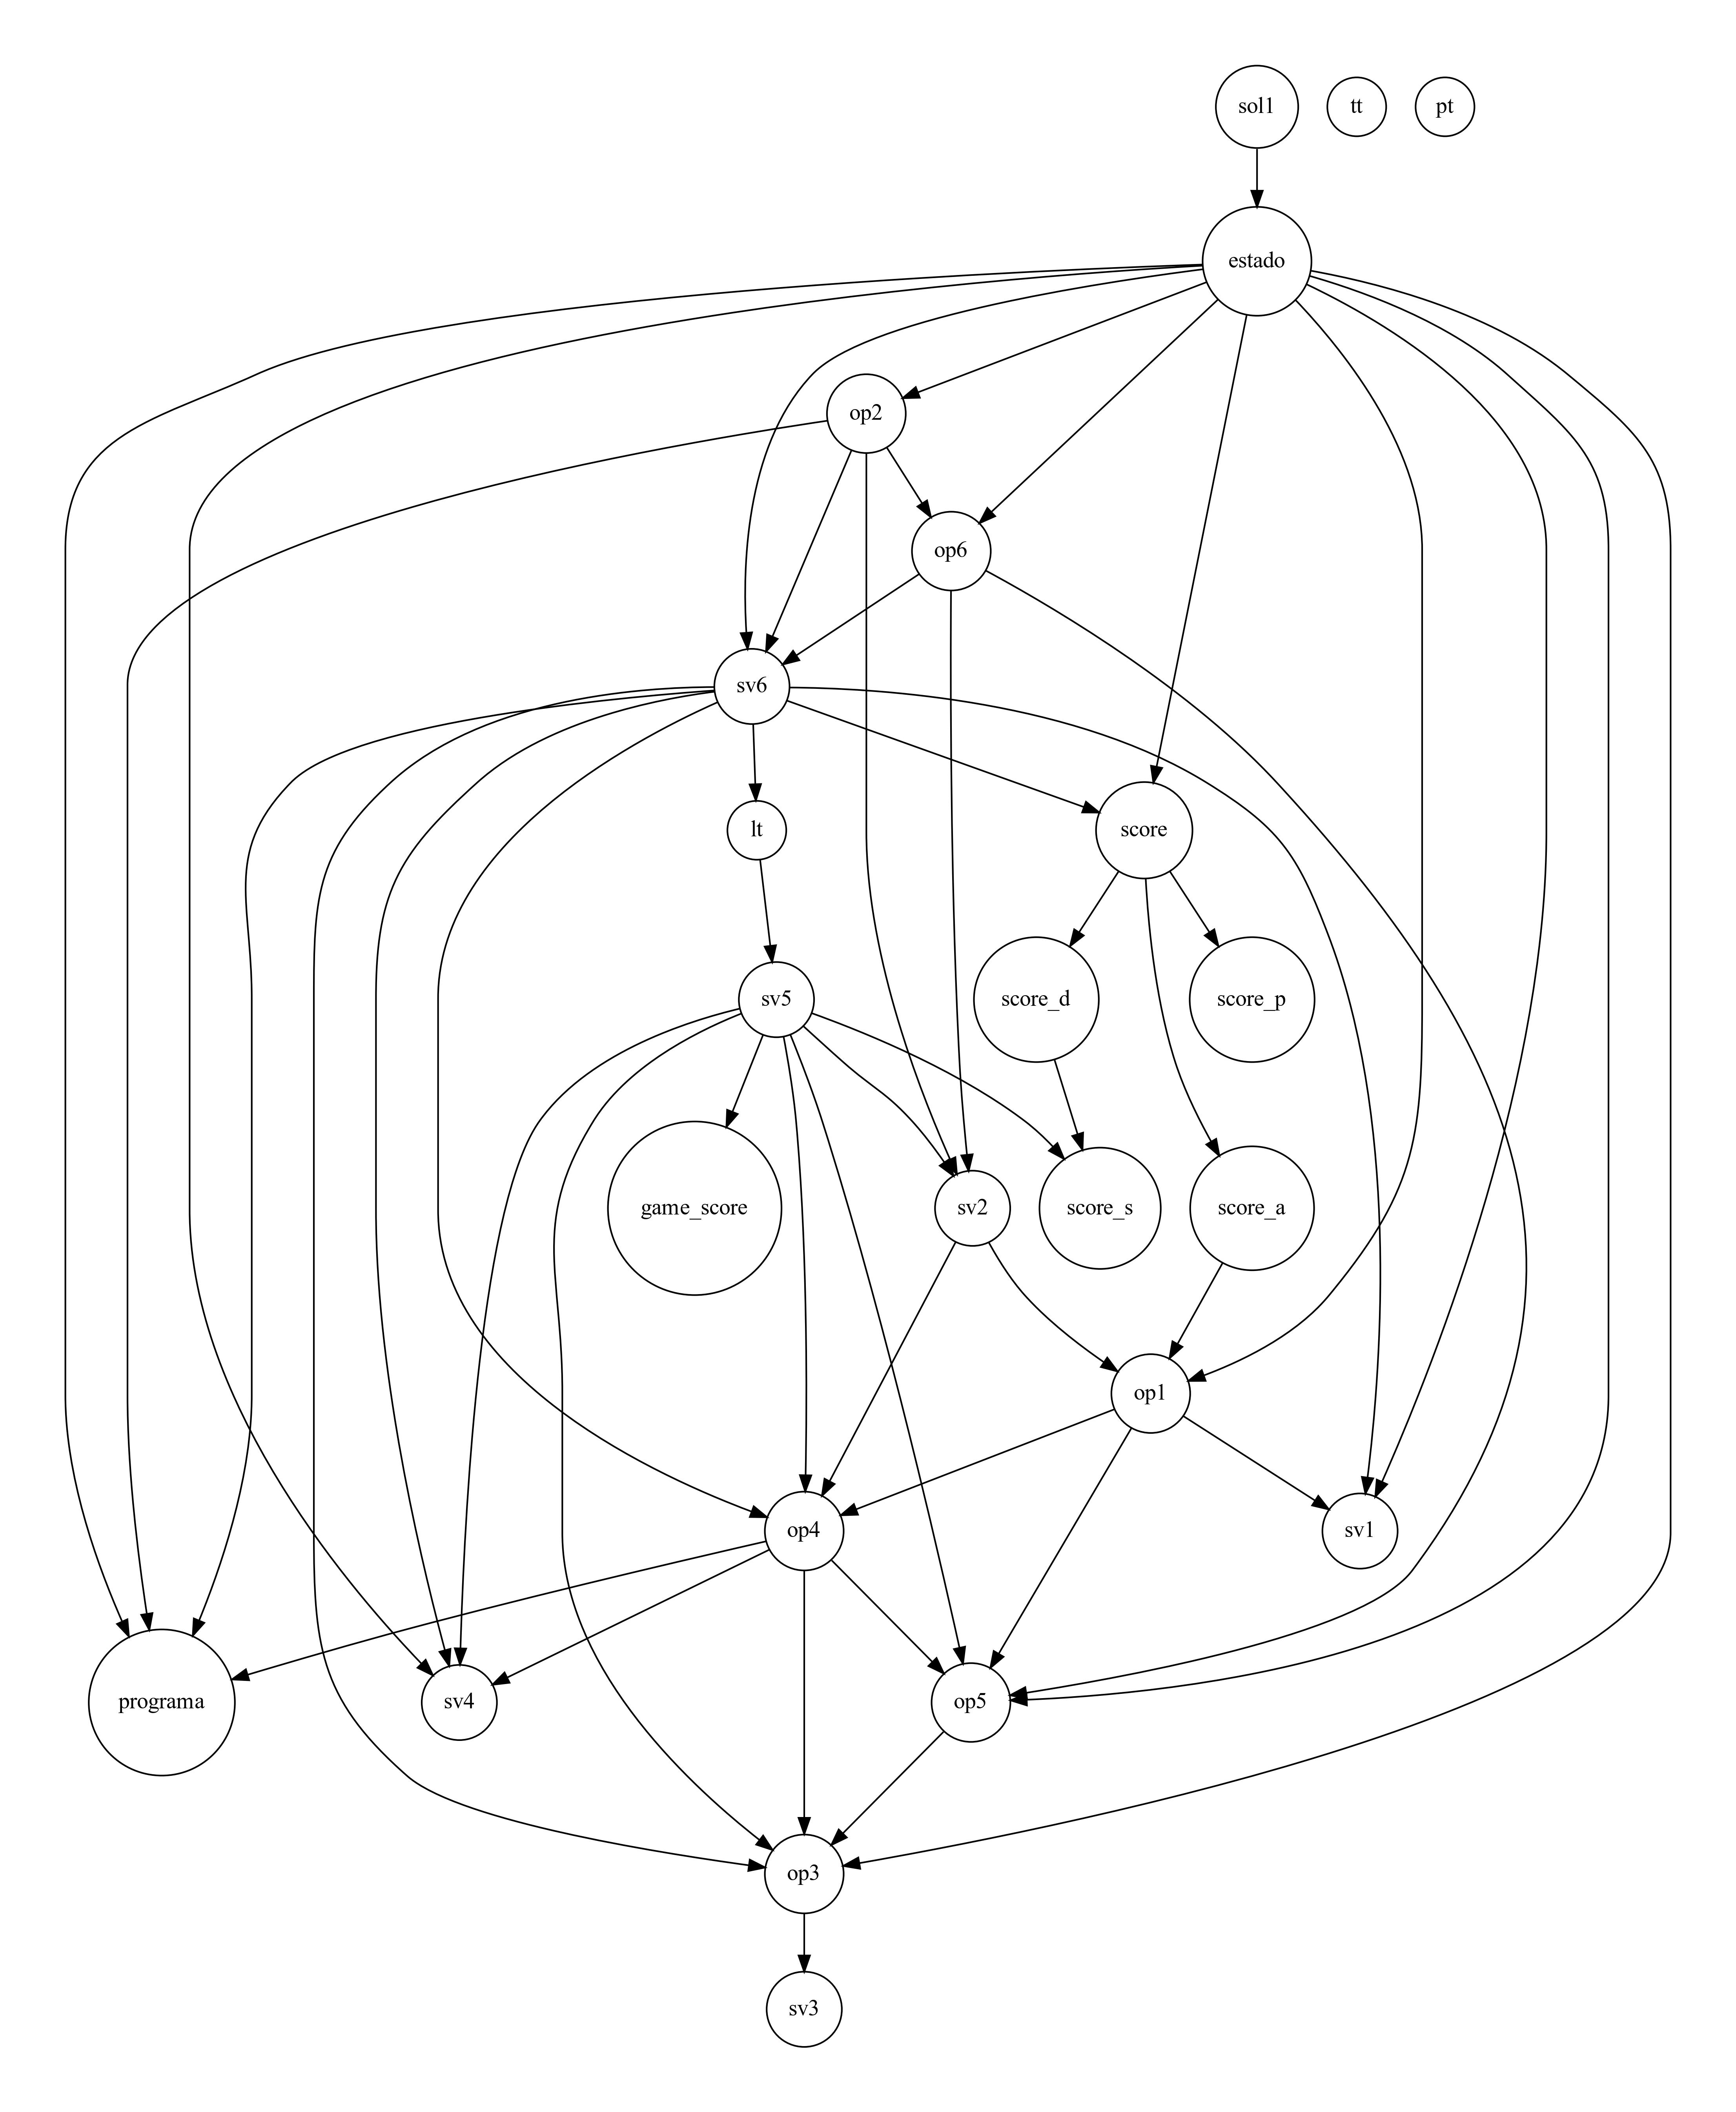 sol1
tt
pt
estado
op2
op6
sv6
lt
score
sv5
score_d
score_p
game_score
sv2
score_s
score_a
op1
op4
sv1
programa
sv4
op5
op3
sv3